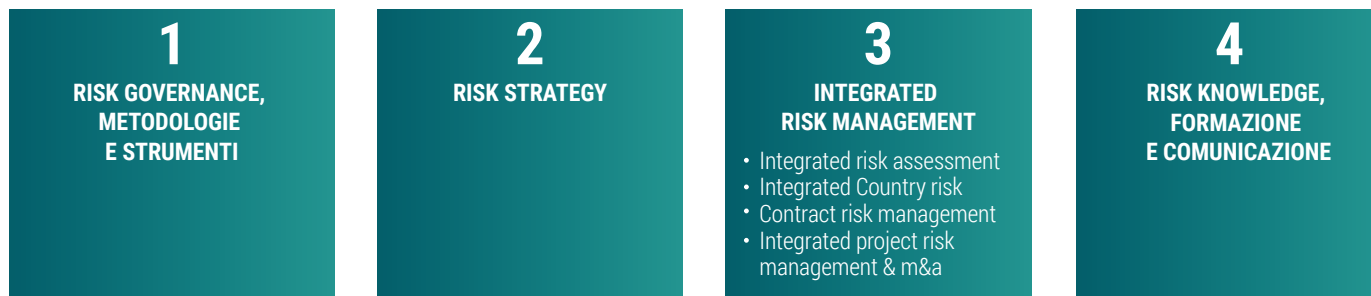 1
RISK GOVERNANCE,
METODOLOGIE
E STRUMENTI
2
RISK STRATEGY
3
INTEGRATED
RISK MANAGEMENT
• Integrated risk assessment
• Integrated Country risk
• Contract risk management
• Integrated project risk
management & m&a
4
RISK KNOWLEDGE,
FORMAZIONE
E COMUNICAZIONE